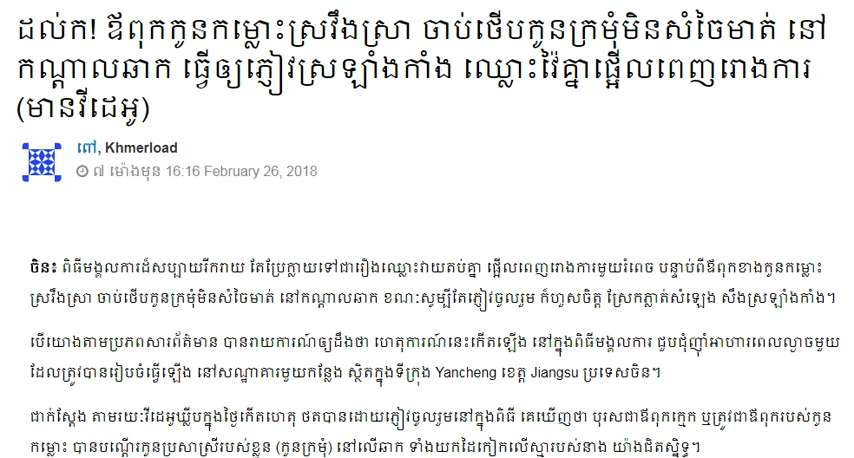 ដល់ក! ឪពុកកូនកម្លោះស្រវឹងស្រា ចាប់ថើបកូនក្រមុំមិនសំចៃមាត់ នៅ
កណ្ដាលឆាក ធ្វើឲ្យភ្ញៀវស្រឡាំងកាំង ឈ្លោះវ៉ៃគ្នាផ្អើលពេញរោងការ
(មានវីដេអូ)
ពៅ, Khmerload
៧ ម៉ោងមុន 16:16 February 26, 2018
ចិន៖ ពិធីមង្គលការដ៏សប្បាយរីករាយ តែប្រែក្លាយទៅជារឿងឈ្លោះវាយតប់គ្នា ផ្អើលពេញរោងការមួយរំពេច បន្ទាប់ពីឪពុកខាងកូនកម្លោះ
ស្រវឹងស្រា ចាប់ថើបកូនក្រមុំមិនសំចៃមាត់ នៅកណ្ដាលឆាក ខណៈសូម្បីតែភ្ញៀវចូលរួម ក៏ហួសចិត្ត ស្រែកភ្លាត់សំឡេង សឹងស្រឡាំងកាំង។
បើយោងតាមប្រភពសារព័ត៌មាន បានរាយការណ៍ឲ្យដឹងថា ហេតុការណ៍នេះកើតឡើង នៅក្នុងពិធីមង្គលការ ជួបជុំញ៉ាំអាហារពេលល្ងាចមួយ
ដែលត្រូវបានរៀបចំធ្វើឡើង នៅសណ្ឋាគារមួយកន្លែង ស្ថិតក្នុងទីក្រុង Yancheng ខេត្ត Jiangsu ប្រទេសចិន។
ជាក់ស្ដែង តាមរយៈវីដេអូឃ្លីបក្នុងថ្ងៃកើតហេតុ ថតបានដោយភ្ញៀវចូលរួមនៅក្នុងពិធី គេឃើញថា បុរសជាឪពុកក្មេក ឬត្រូវជាឪពុករបស់កូន
កម្លោះ បានបណ្ដើរកូនប្រសាស្រីរបស់ខ្លួន (កូនក្រមុំ) នៅលើឆាក ទាំងយកដៃកៀកលើស្មារបស់នាង យ៉ាងជិតស្និទ្ធ។